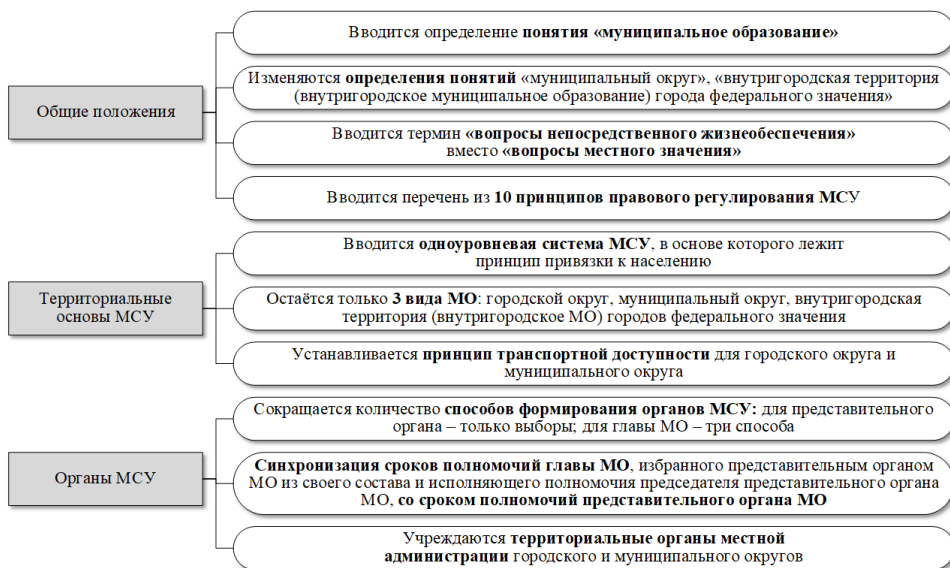 Общие положения
Вводится определение понятия «муниципальное образование»
Изменяются определения понятий «муниципальный округ», «внутригородская территория
(внутригородское муниципальное образование) города федерального значения»
Вводится термин «вопросы непосредственного жизнеобеспечения»
вместо «вопросы местного значения»
Вводится перечень из 10 принципов правового регулирования МСУ
Территориальные
основы МСУ
Вводится одноуровневая система МСУ, в основе которого лежит
принцип привязки к населению
Остаётся только 3 вида МО: городской округ, муниципальный округ, внутригородская
территория (внутригородское МО) городов федерального значения
Устанавливается принцип транспортной доступности для городского округа и
муниципального округа
Органы МСУ
Сокращается количество способов формирования органов МСУ: для представительного
органа – только выборы; для главы МО – три способа
Синхронизация сроков полномочий главы МО, избранного представительным органом
МО из своего состава и исполняющего полномочия председателя представительного органа
МО, со сроком полномочий представительного органа МО
Учреждаются территориальные органы местной
администрации городского и муниципального округов